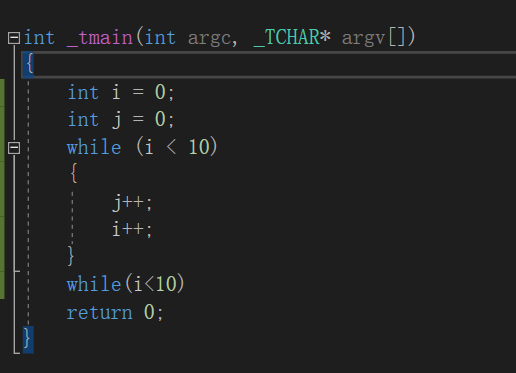 int _tmain(int argc, _TCHAR* argv[])
{
int i = 0;
int j = 0;
while (i < 10)
{
j++;
i++;
}
while(i<10)
return 0;
}